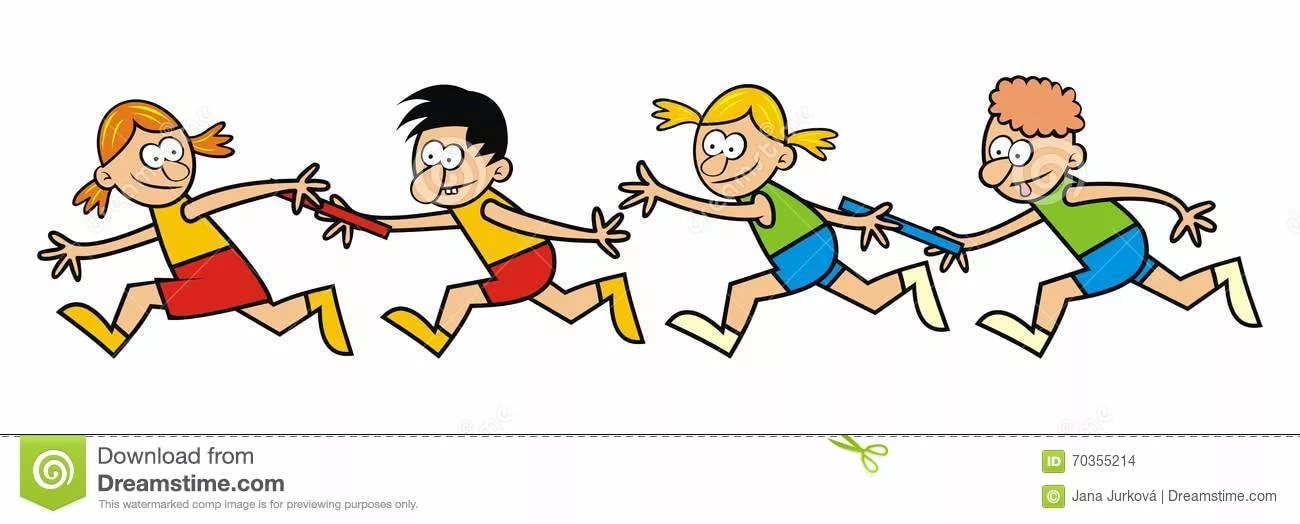 Download from
Dreamstime.com
This watermarked comp image is for previewing purposes only.
ID 70355214
© Jana Jurková | Dreamstime.com